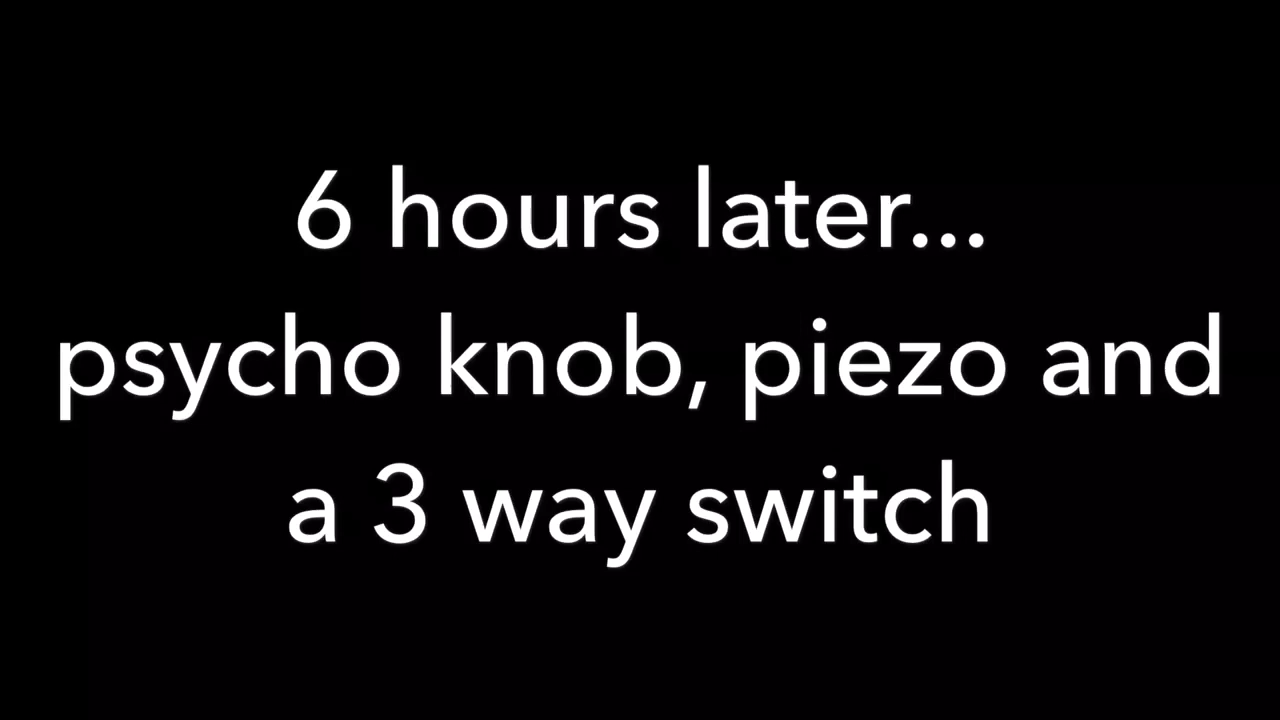 6 hours later...
psycho knob, piezo and
a 3 way switch